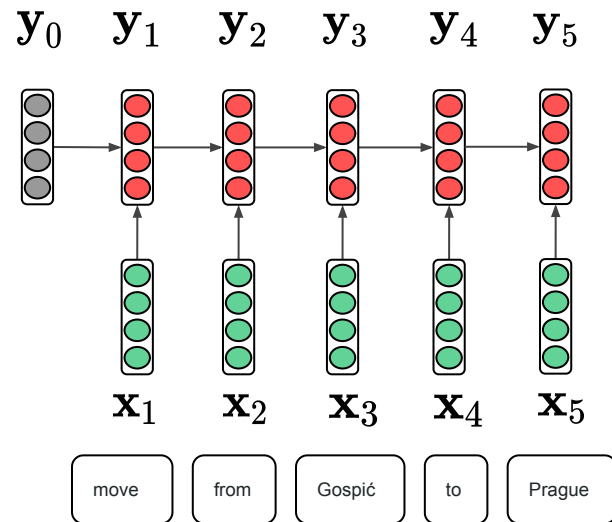 y₀ y₁ y₂ y₃ y₄ y₅
x₁ x₂ x₃ x₄ x₅
move from Gospić to Prague